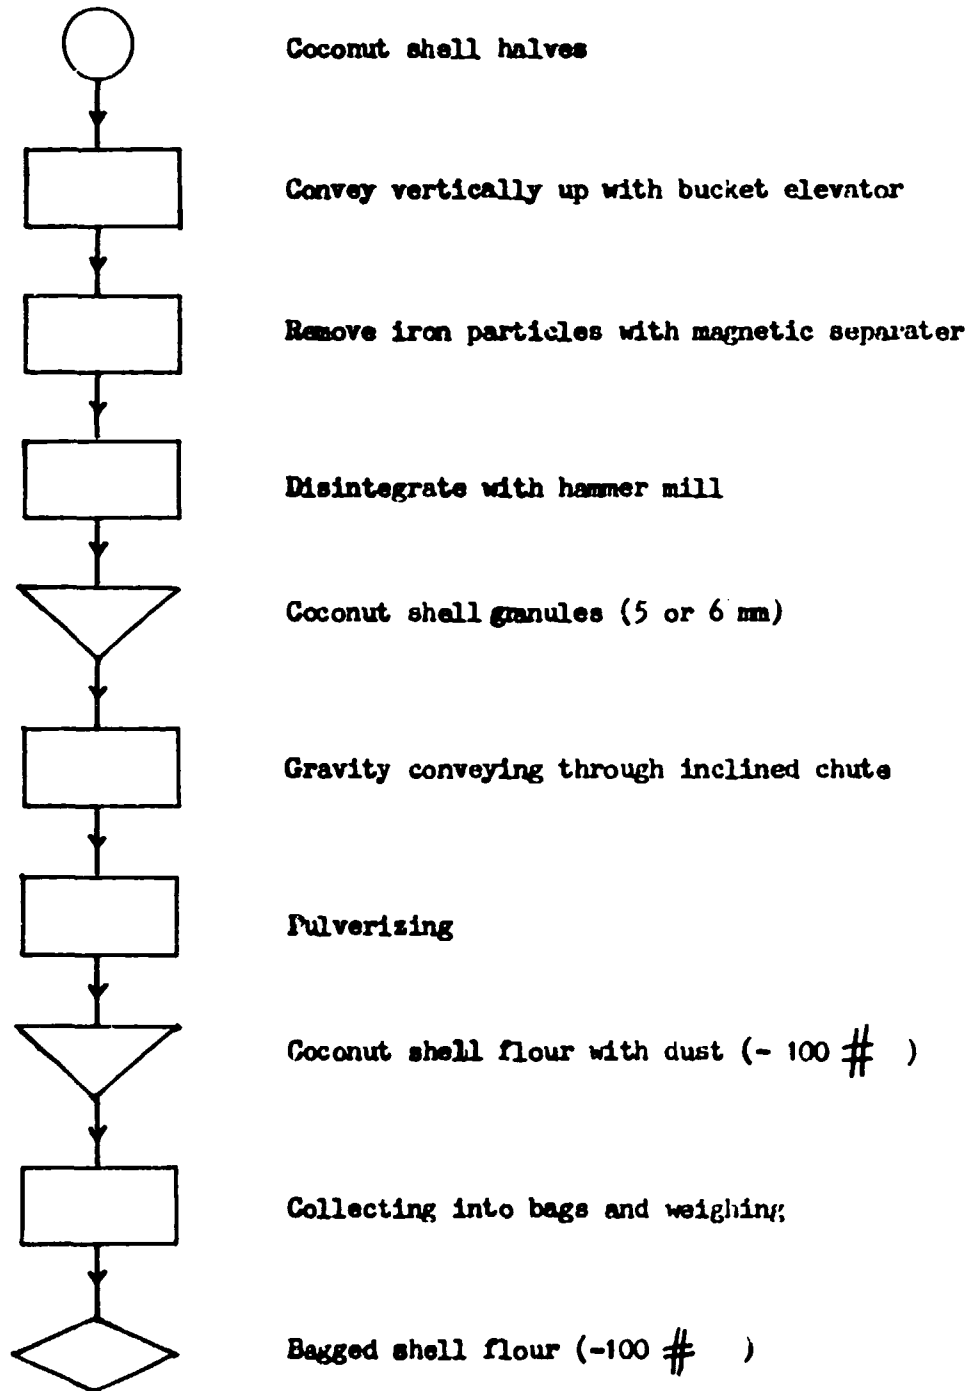 Coconut shell halves
Convey vertically up with bucket elevator
Remove iron particles with magnetic separater
Disintegrate with hammer mill
Coconut shell granules (5 or 6 mm)
Gravity conveying through inclined chute
Pulverizing
Coconut shell flour with dust (- 100 # )
Collecting into bags and weighing
Bagged shell flour (-100 # )